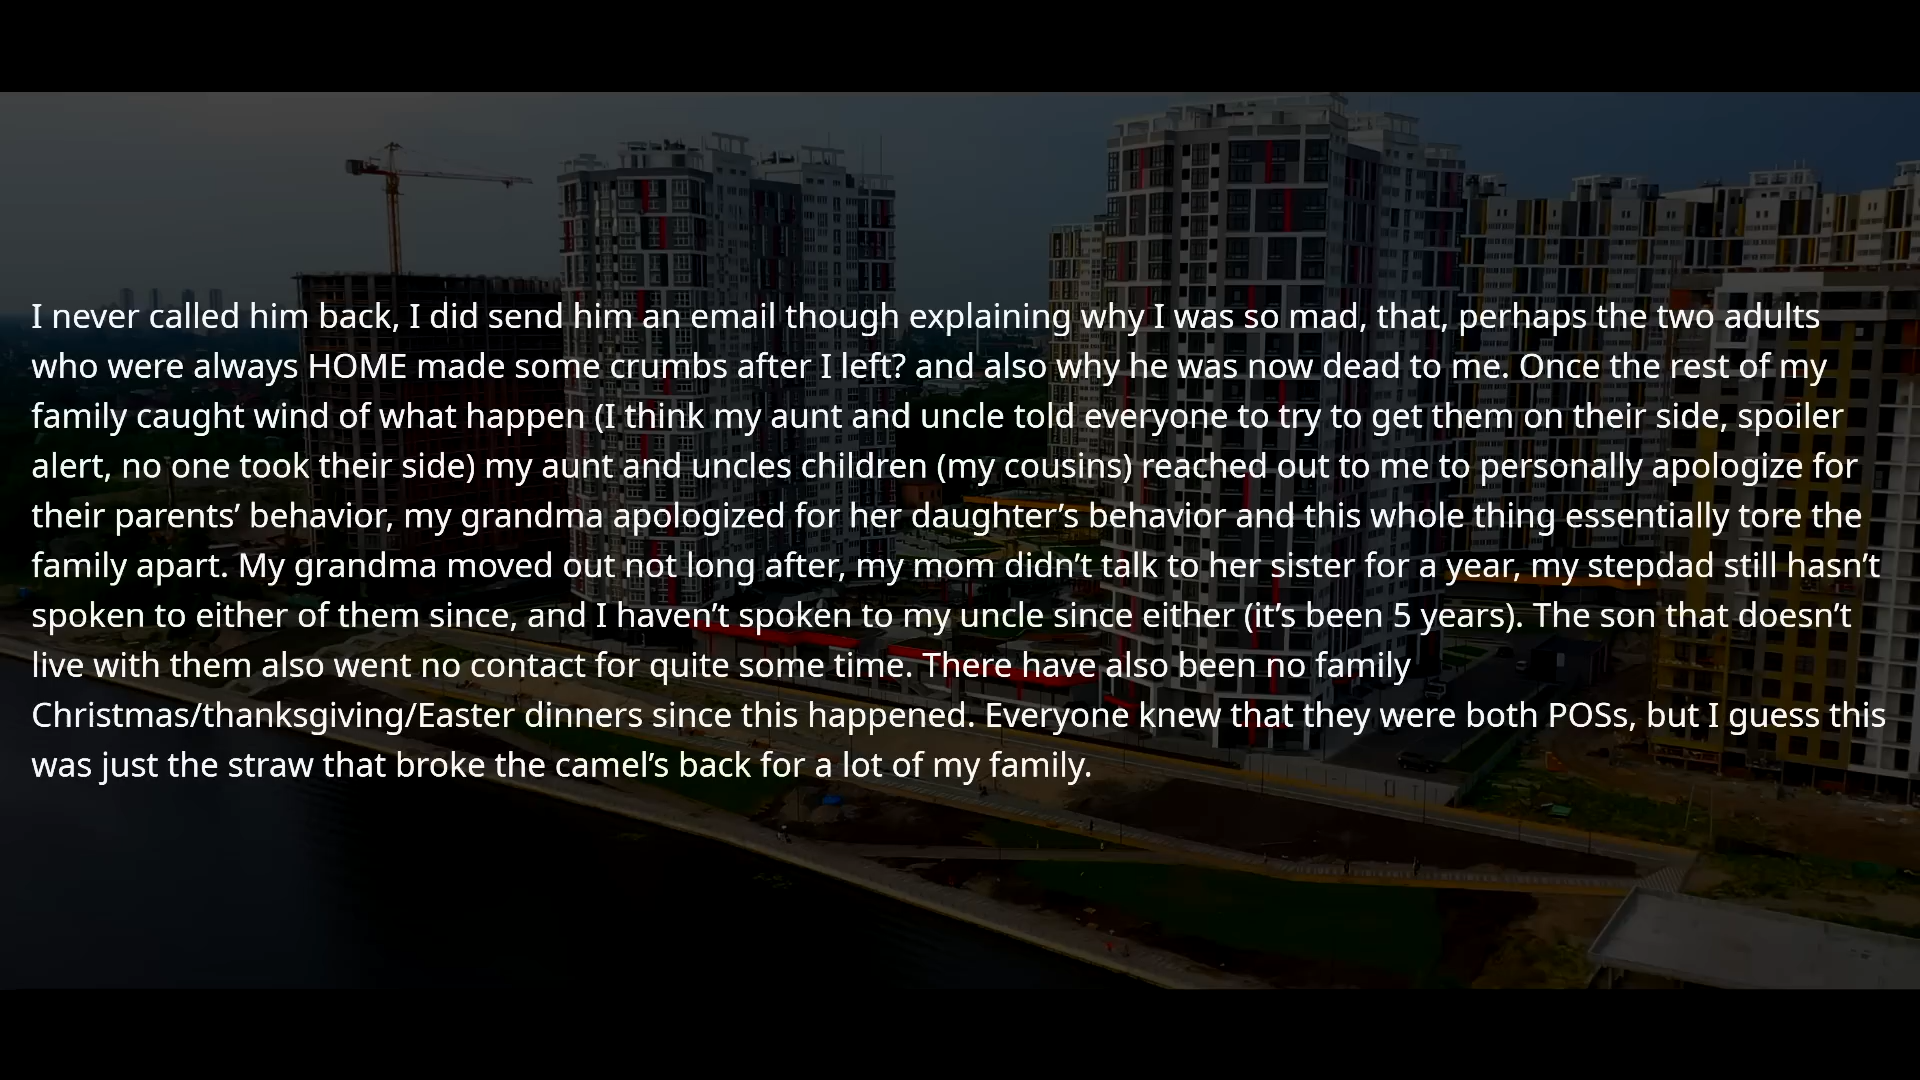 I never called him back, I did send him an email though explaining why I was so mad, that, perhaps the two adults
who were always HOME made some crumbs after I left? and also why he was now dead to me. Once the rest of my
family caught wind of what happen (I think my aunt and uncle told everyone to try to get them on their side, spoiler
alert, no one took their side) my aunt and uncles children (my cousins) reached out to me to personally apologize for
their parents’ behavior, my grandma apologized for her daughter’s behavior and this whole thing essentially tore the
family apart. My grandma moved out not long after, my mom didn’t talk to her sister for a year, my stepdad still hasn’t
spoken to either of them since, and I haven’t spoken to my uncle since either (it’s been 5 years). The son that doesn’t
live with them also went no contact for quite some time. There have also been no family
Christmas/thanksgiving/Easter dinners since this happened. Everyone knew that they were both POSs, but I guess this
was just the straw that broke the camel’s back for a lot of my family.